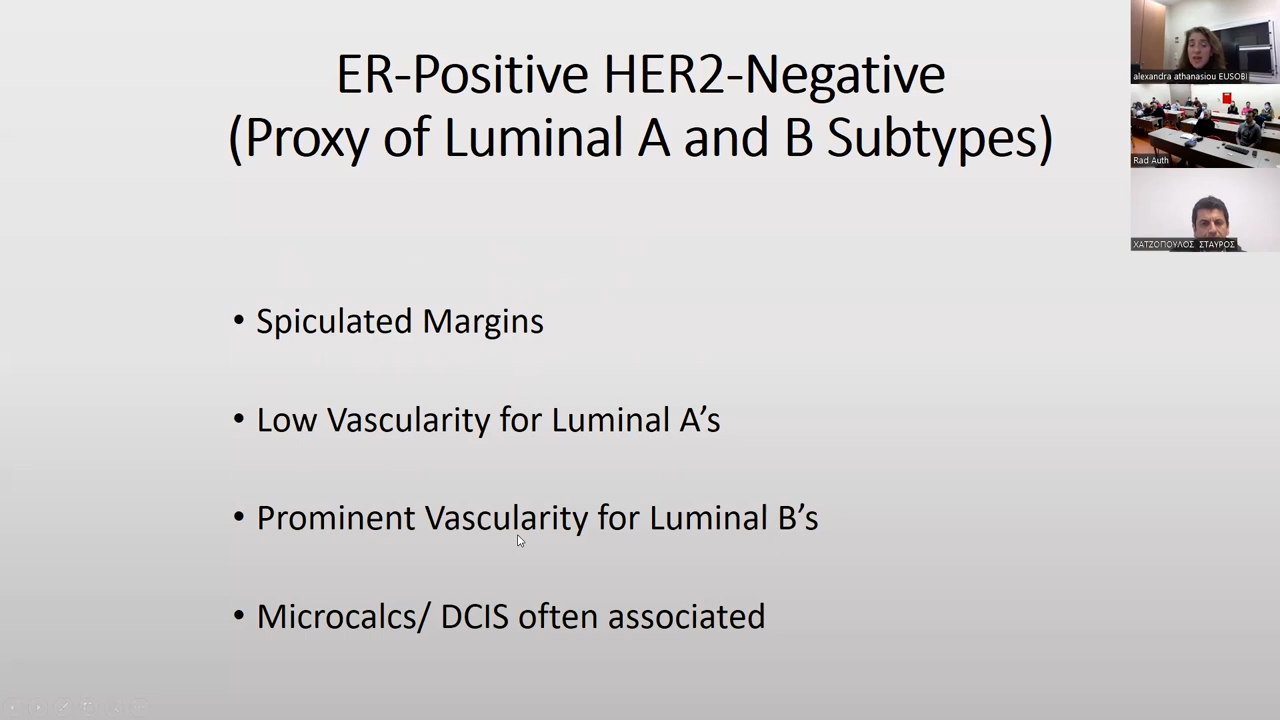 ER-Positive HER2-Negative
(Proxy of Luminal A and B Subtypes)
• Spiculated Margins
• Low Vascularity for Luminal A’s
• Prominent Vascularity for Luminal B’s
• Microcalcs/ DCIS often associated
alexandra athanasiou EUSOBI
Rad Auth
ΧΑΤΖΟΠΟΥΛΟΣ ΣΤΑΥΡΟΣ